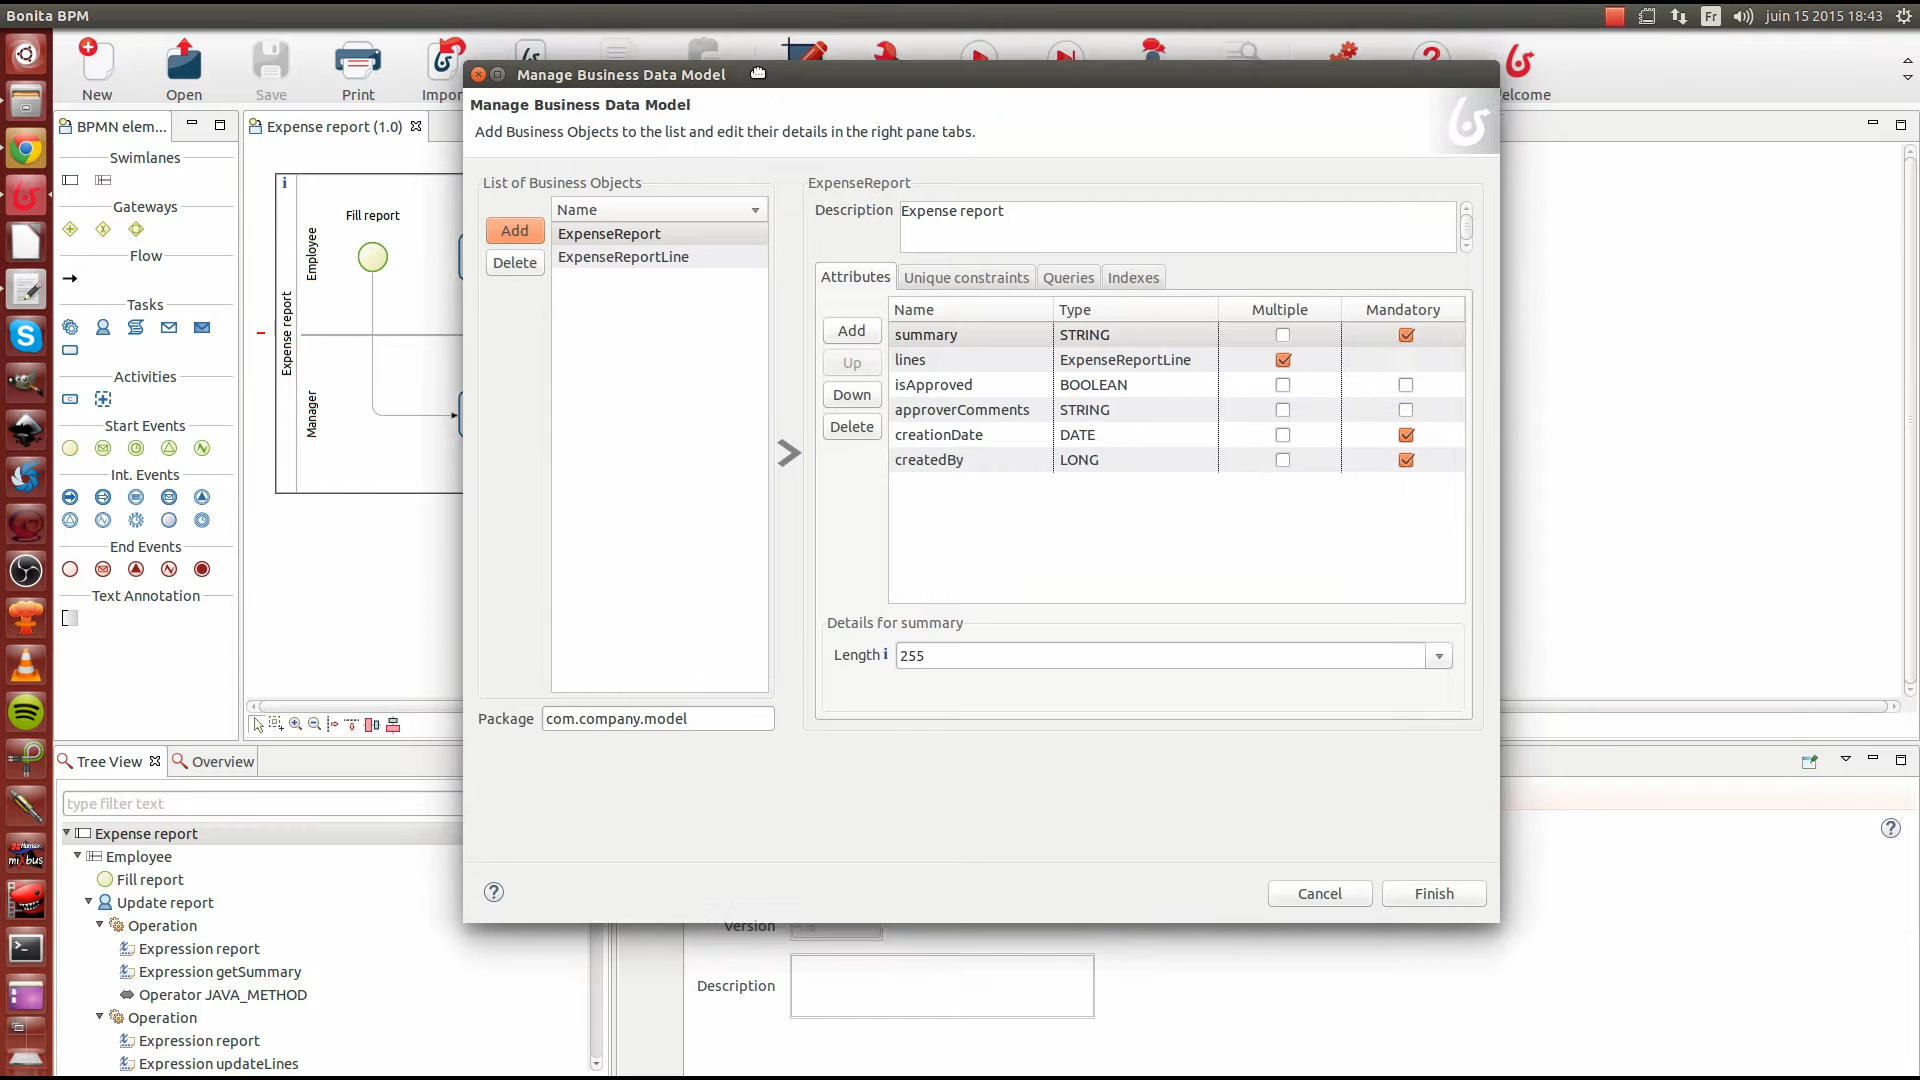 Bonita BPM
Fr
juin 15 2015 18:43
New
Open
Save
Print
Impor
elcome
Manage Business Data Model
Manage Business Data Model
Add Business Objects to the list and edit their details in the right pane tabs.
BPMN elem...
Swimlanes
Gateways
Flow
Tasks
Activities
Start Events
Int. Events
End Events
Text Annotation
Expense report (1.0)
Expense report
Employee
Manager
Fill report
List of Business Objects
Add
Delete
Name
ExpenseReport
ExpenseReportLine
Package
com.company.model
ExpenseReport
Description
Expense report
Attributes
Unique constraints
Queries
Indexes
Add
Up
Down
Delete
Name Type Multiple Mandatory
summary STRING
lines ExpenseReportLine
isApproved BOOLEAN
approverComments STRING
creationDate DATE
createdBy LONG
Details for summary
Length
255
Cancel
Finish
Tree View
Overview
type filter text
Expense report
Employee
Fill report
Update report
Operation
Expression report
Expression getSummary
Operator JAVA_METHOD
Operation
Expression report
Expression updateLines
Version
Description
mixbus